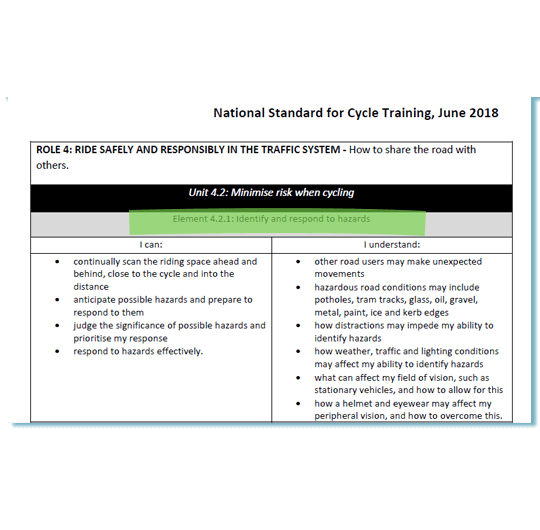 National Standard for Cycle Training, June 2018
ROLE 4: RIDE SAFELY AND RESPONSIBLY IN THE TRAFFIC SYSTEM - How to share the road with
others.
Unit 4.2: Minimise risk when cycling
Element 4.2.1: Identify and respond to hazards
I can:
• continually scan the riding space ahead and
behind, close to the cycle and into the
distance
• anticipate possible hazards and prepare to
respond to them
• judge the significance of possible hazards and
prioritise my response
• respond to hazards effectively.
I understand:
• other road users may make unexpected
movements
• hazardous road conditions may include
potholes, tram tracks, glass, oil, gravel,
metal, paint, ice and kerb edges
• how distractions may impede my ability to
identify hazards
• how weather, traffic and lighting conditions
may affect my ability to identify hazards
• what can affect my field of vision, such as
stationary vehicles, and how to allow for this
• how a helmet and eyewear may affect my
peripheral vision, and how to overcome this.